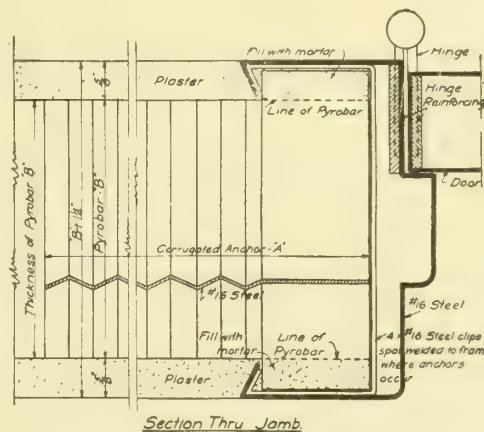 Fill with mortar
Hinge
Plaster
Line of Pyrobar
Hinge
Reinforcing
Door
Thickness of Pyrobar "B"
"B"+1½"
Pyrobar-"B"
Corrugated Anchor-"A"
#16 Steel
#16 Steel
Fill with
mortar
Line of
Pyrobar
4 x #16 Steel clips
spot welded to frame
where anchors
occur
Plaster
Section Thru Jamb.